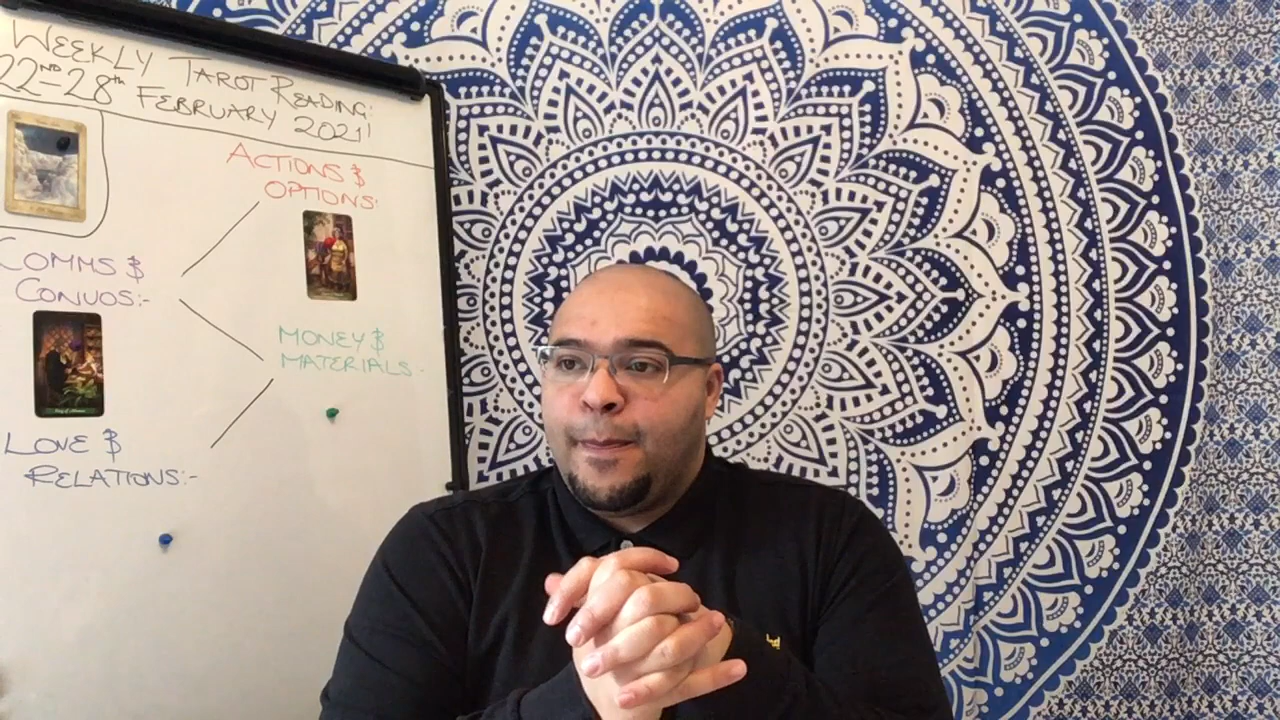 WEEKLY TAROT READING:
22ND-28th FEBRUARY 2021!
ACTIONS &
OPTIONS:
COMMS &
CONVOS:-
MONEY &
MATERIALS-
LOVE &
RELATIONS:-